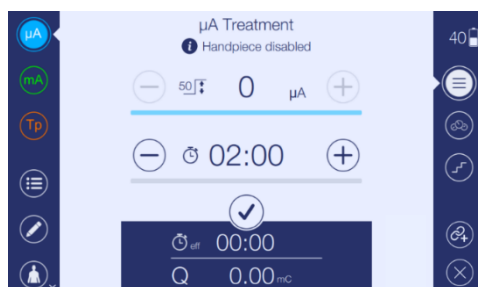 µA
µA Treatment
i Handpiece disabled
40
mA
50 0 µA
Tp
02:00
eff 00:00
Q 0.00 mC